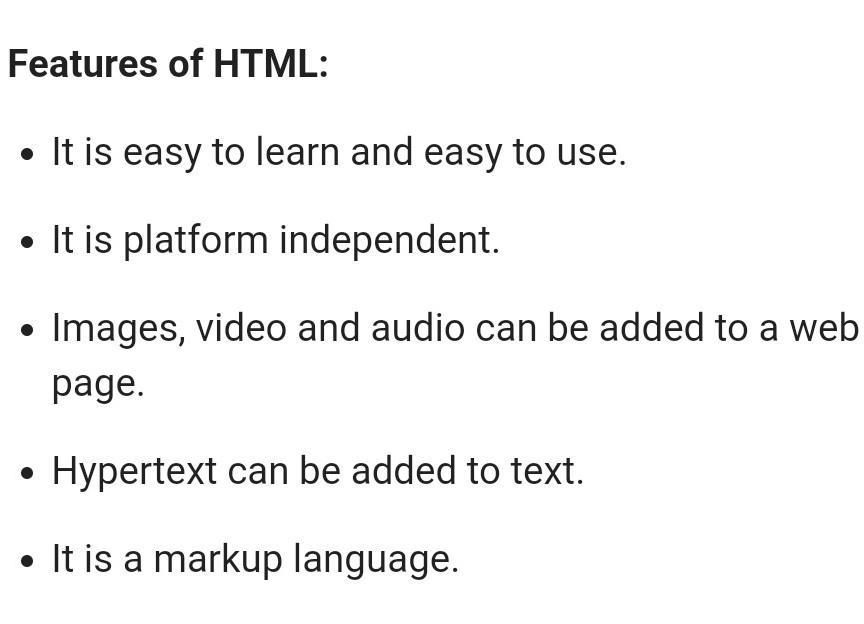 Features of HTML:
• It is easy to learn and easy to use.
• It is platform independent.
• Images, video and audio can be added to a web
page.
• Hypertext can be added to text.
• It is a markup language.